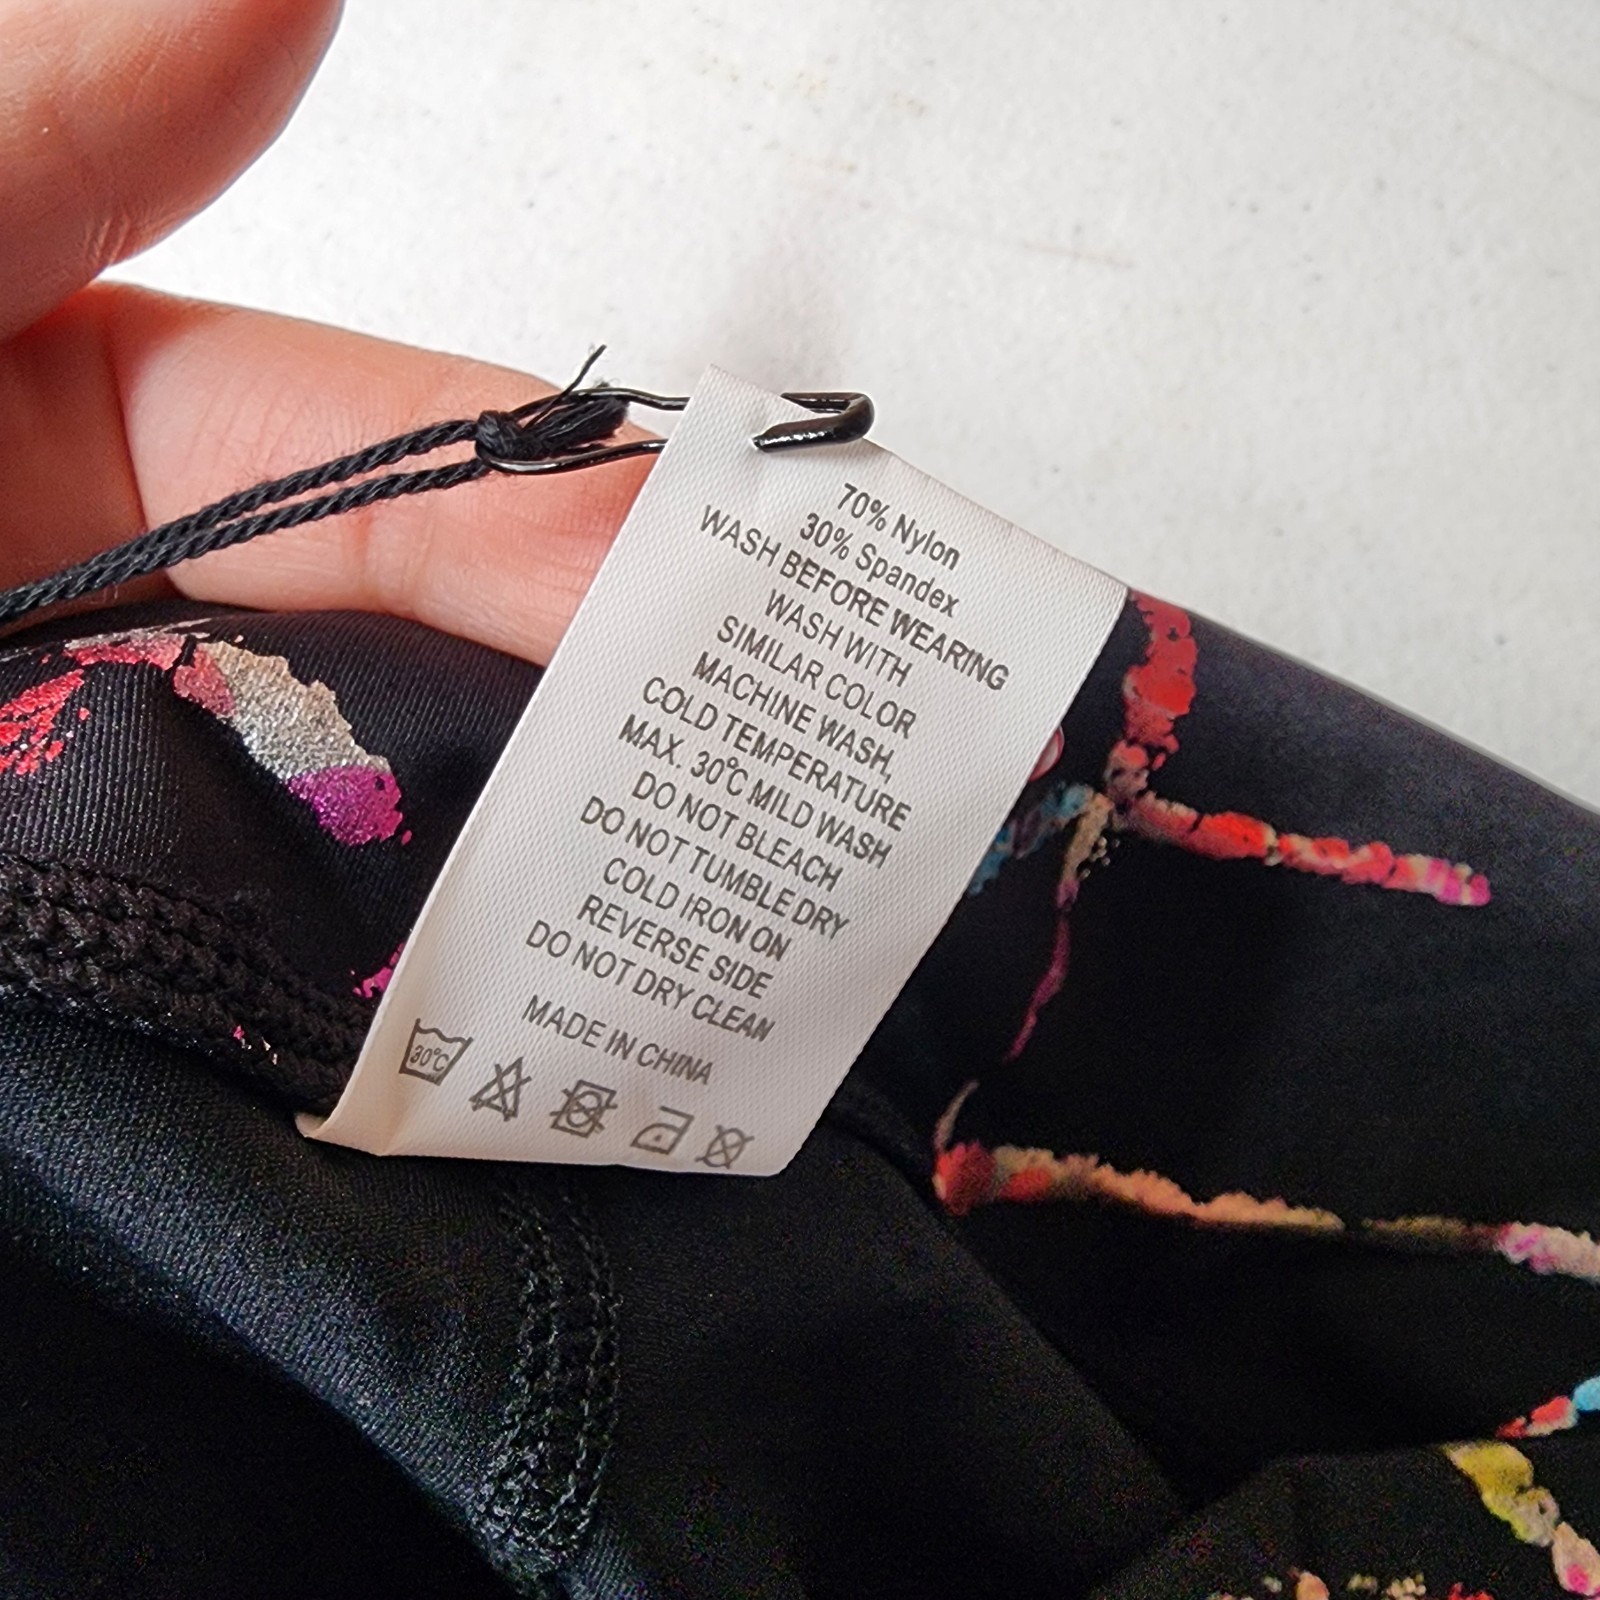 70% Nylon
30% Spandex
WASH BEFORE WEARING
WASH WITH
SIMILAR COLOR
MACHINE WASH,
COLD TEMPERATURE
MAX. 30℃ MILD WASH
DO NOT BLEACH
DO NOT TUMBLE DRY
COLD IRON ON
REVERSE SIDE
DO NOT DRY CLEAN
MADE IN CHINA
30℃